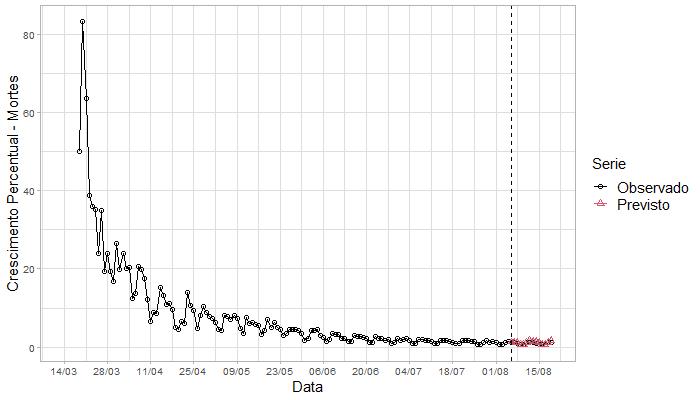 Crescimento Percentual - Mortes
80
60
40
20
0
14/03 28/03 11/04 25/04 09/05 23/05 06/06 20/06 04/07 18/07 01/08 15/08
Data
Serie
Observado
Previsto